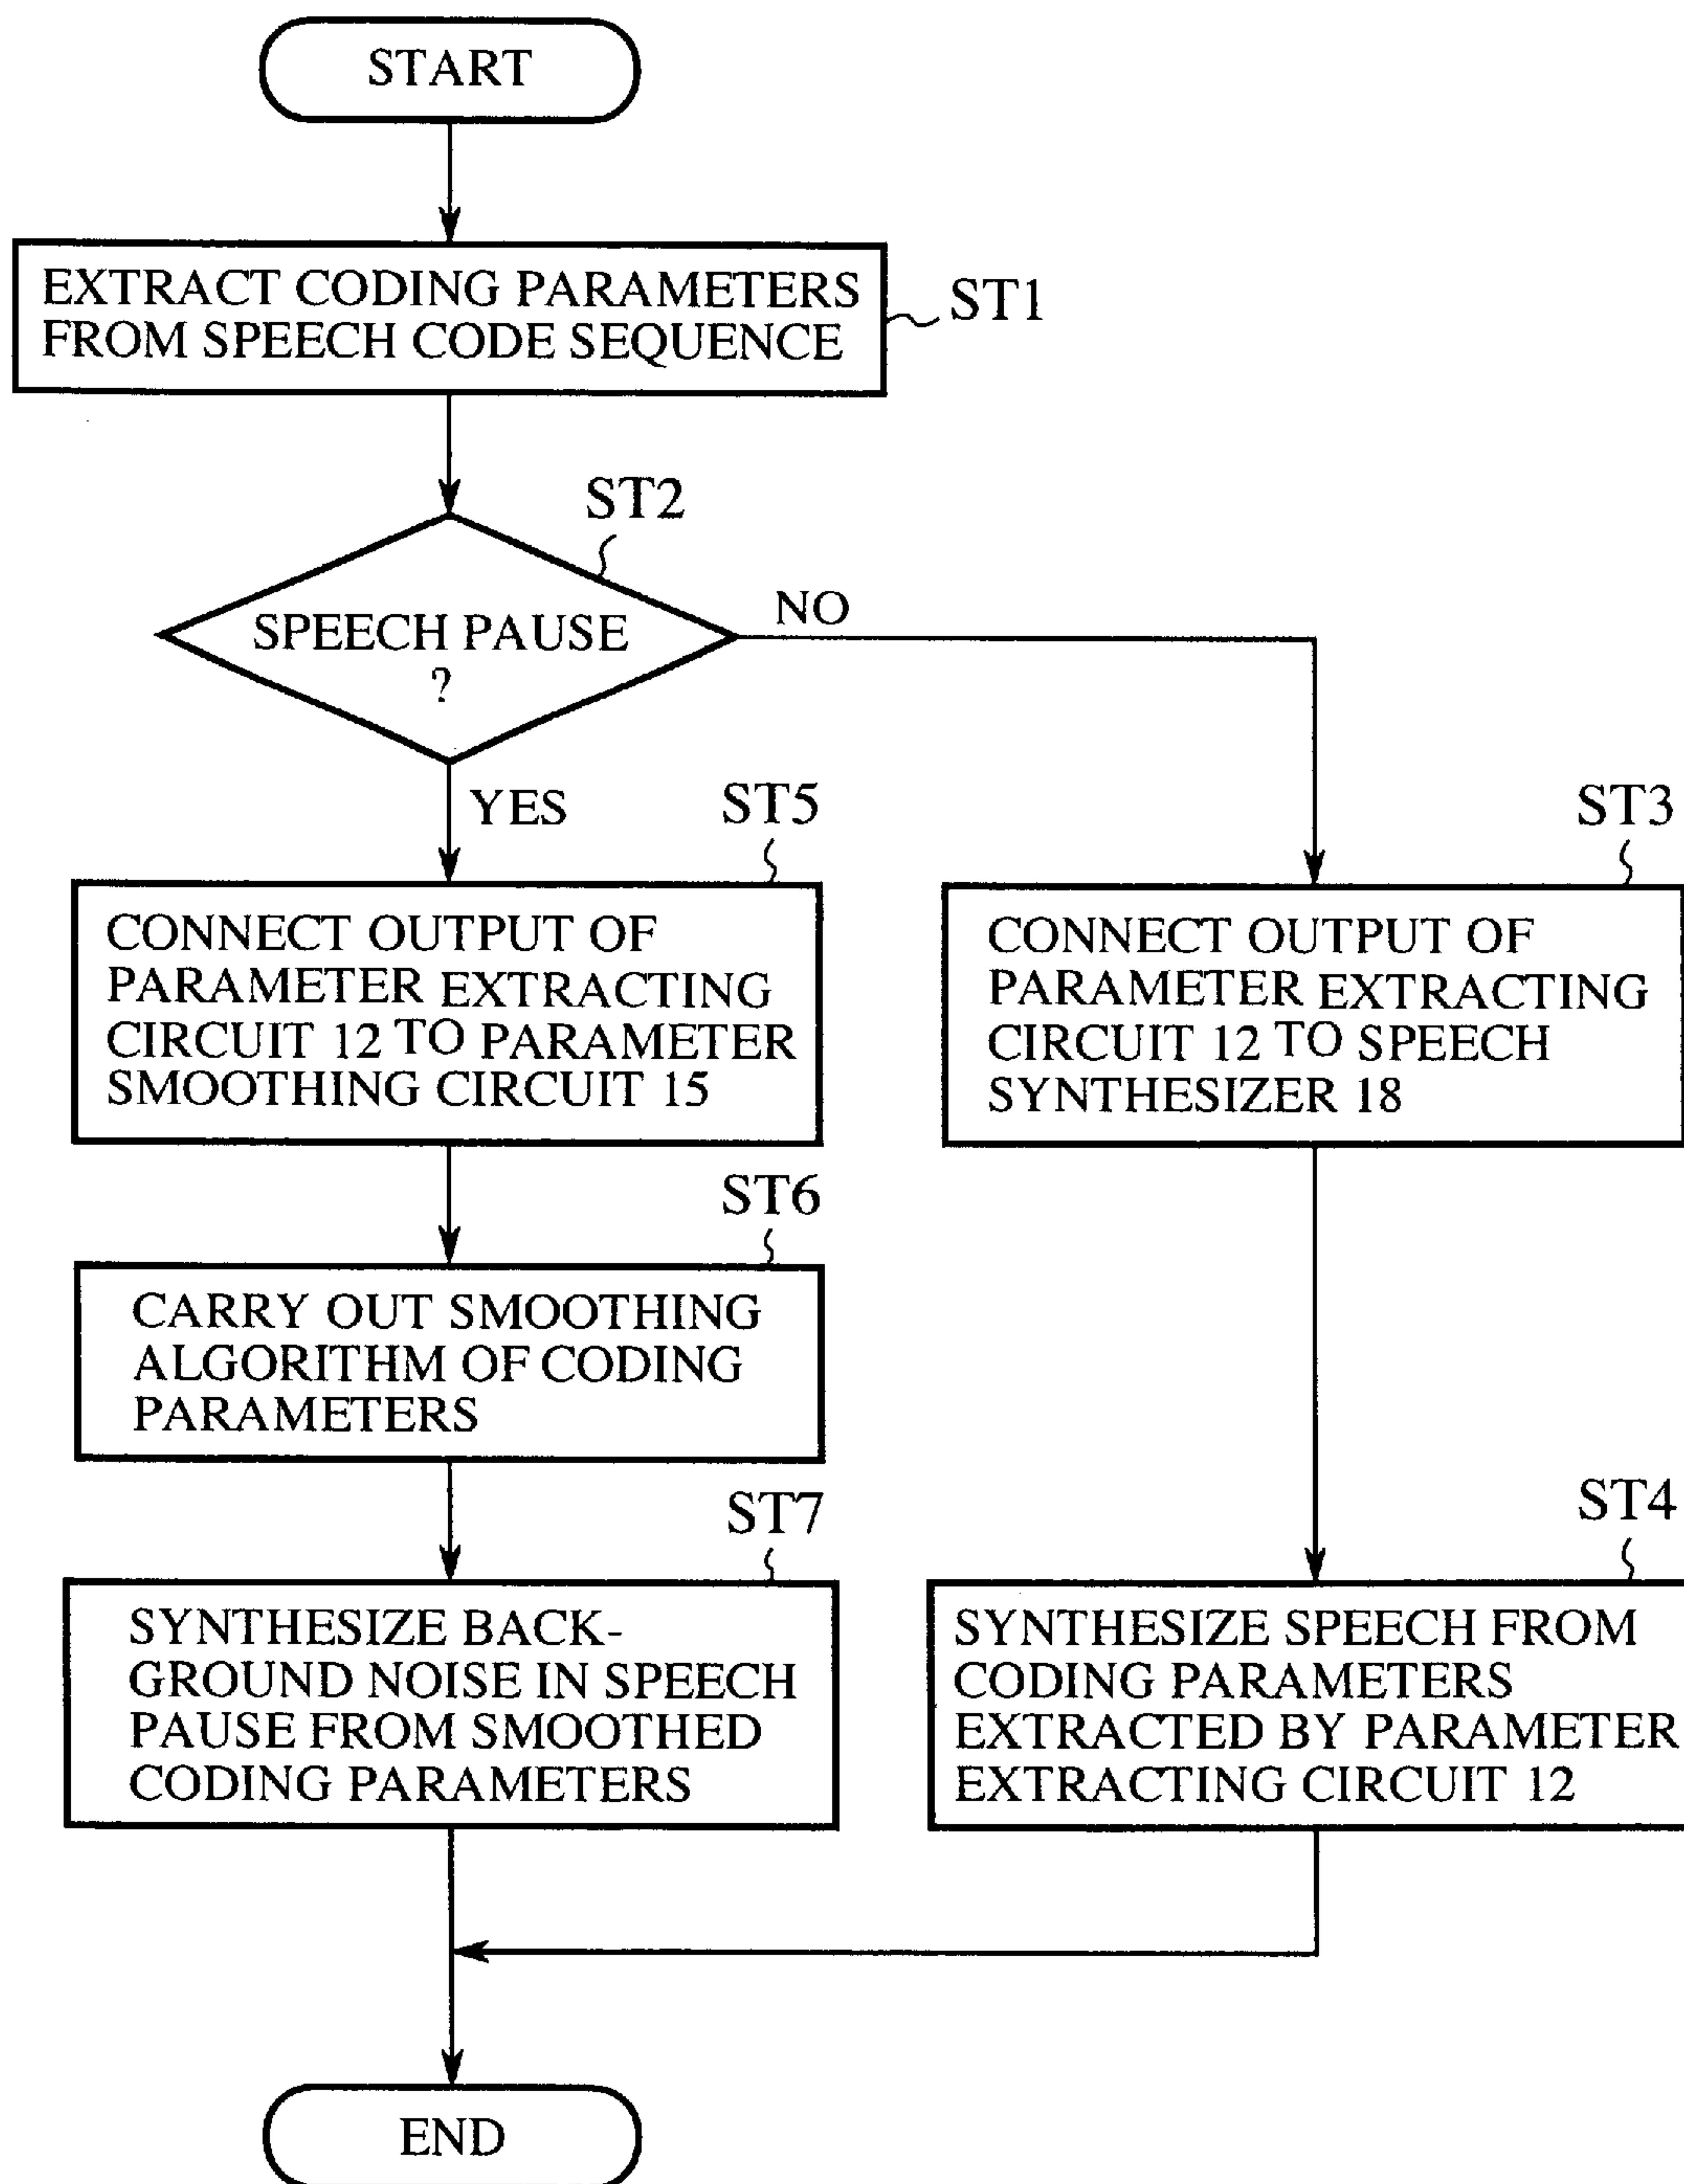 START
EXTRACT CODING PARAMETERS
FROM SPEECH CODE SEQUENCE
ST1
ST2
SPEECH PAUSE
?
NO
YES
ST5
CONNECT OUTPUT OF
PARAMETER EXTRACTING
CIRCUIT 12 TO PARAMETER
SMOOTHING CIRCUIT 15
ST3
CONNECT OUTPUT OF
PARAMETER EXTRACTING
CIRCUIT 12 TO SPEECH
SYNTHESIZER 18
ST6
CARRY OUT SMOOTHING
ALGORITHM OF CODING
PARAMETERS
ST7
SYNTHESIZE BACK-
GROUND NOISE IN SPEECH
PAUSE FROM SMOOTHED
CODING PARAMETERS
ST4
SYNTHESIZE SPEECH FROM
CODING PARAMETERS
EXTRACTED BY PARAMETER
EXTRACTING CIRCUIT 12
END